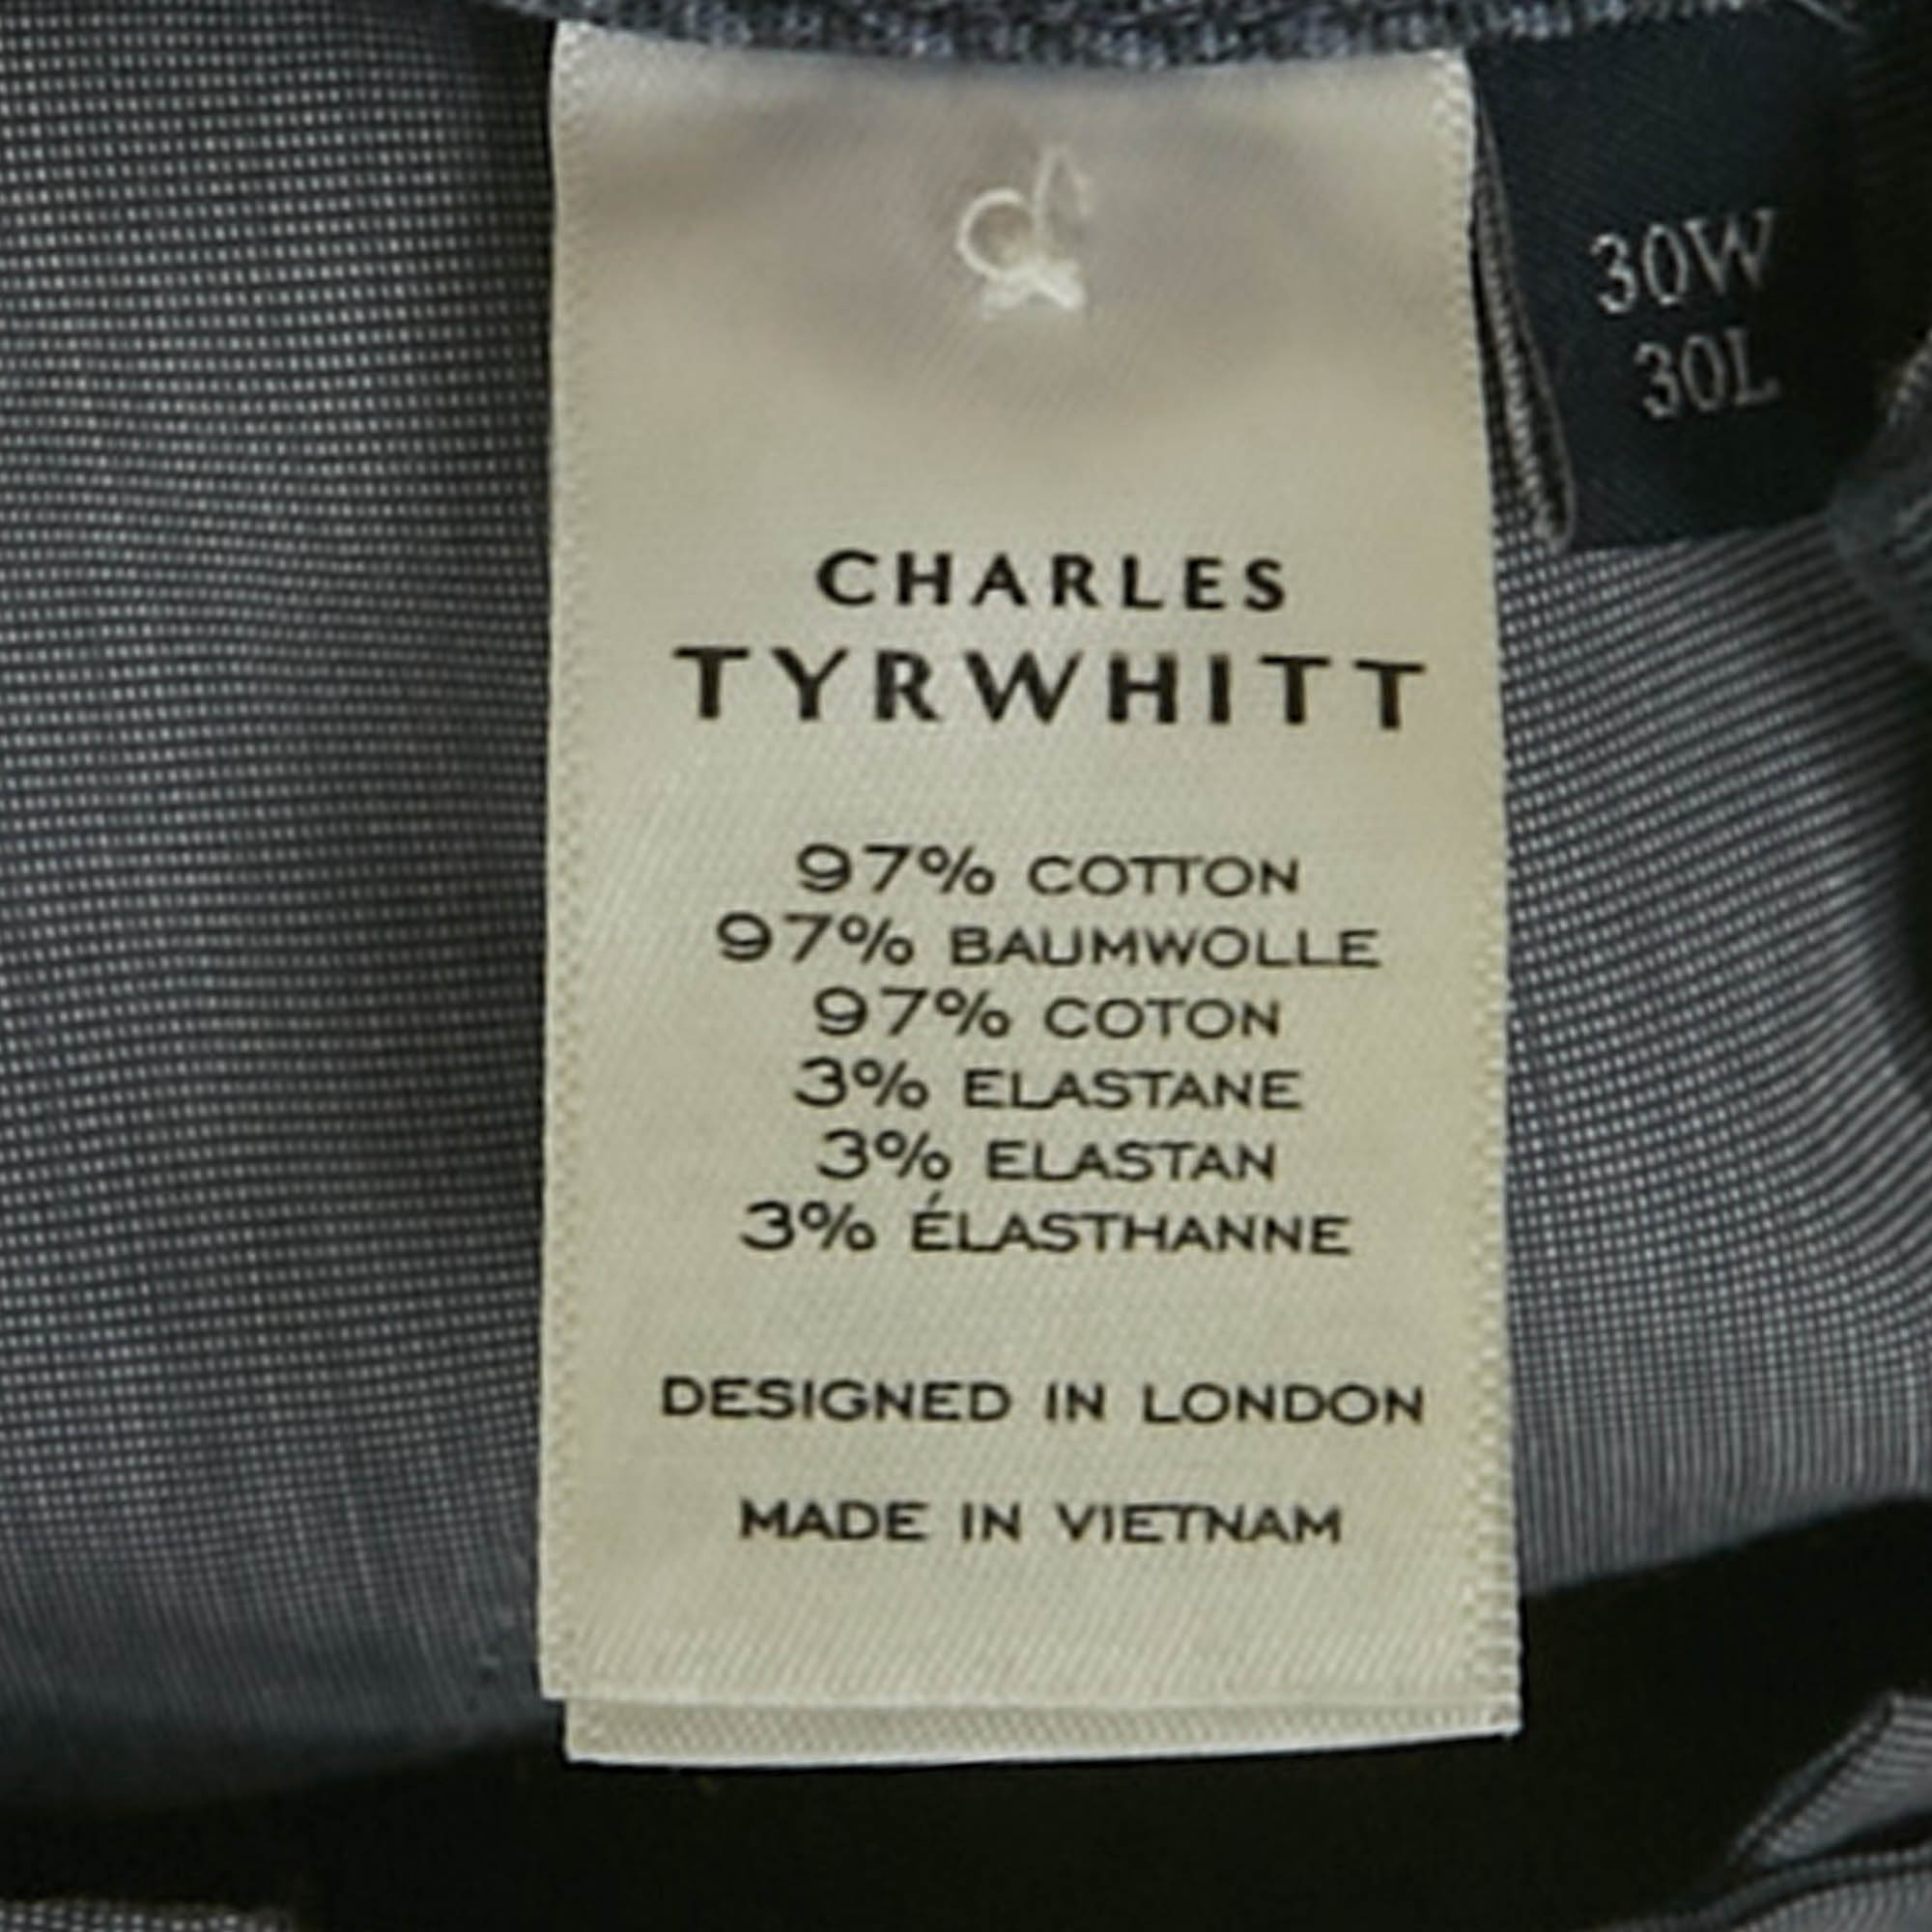 30W
30L
CHARLES
TYRWHITT
97% COTTON
97% BAUMWOLLE
97% COTON
3% ELASTANE
3% ELASTAN
3% ÉLASTHANNE
DESIGNED IN LONDON
MADE IN VIETNAM